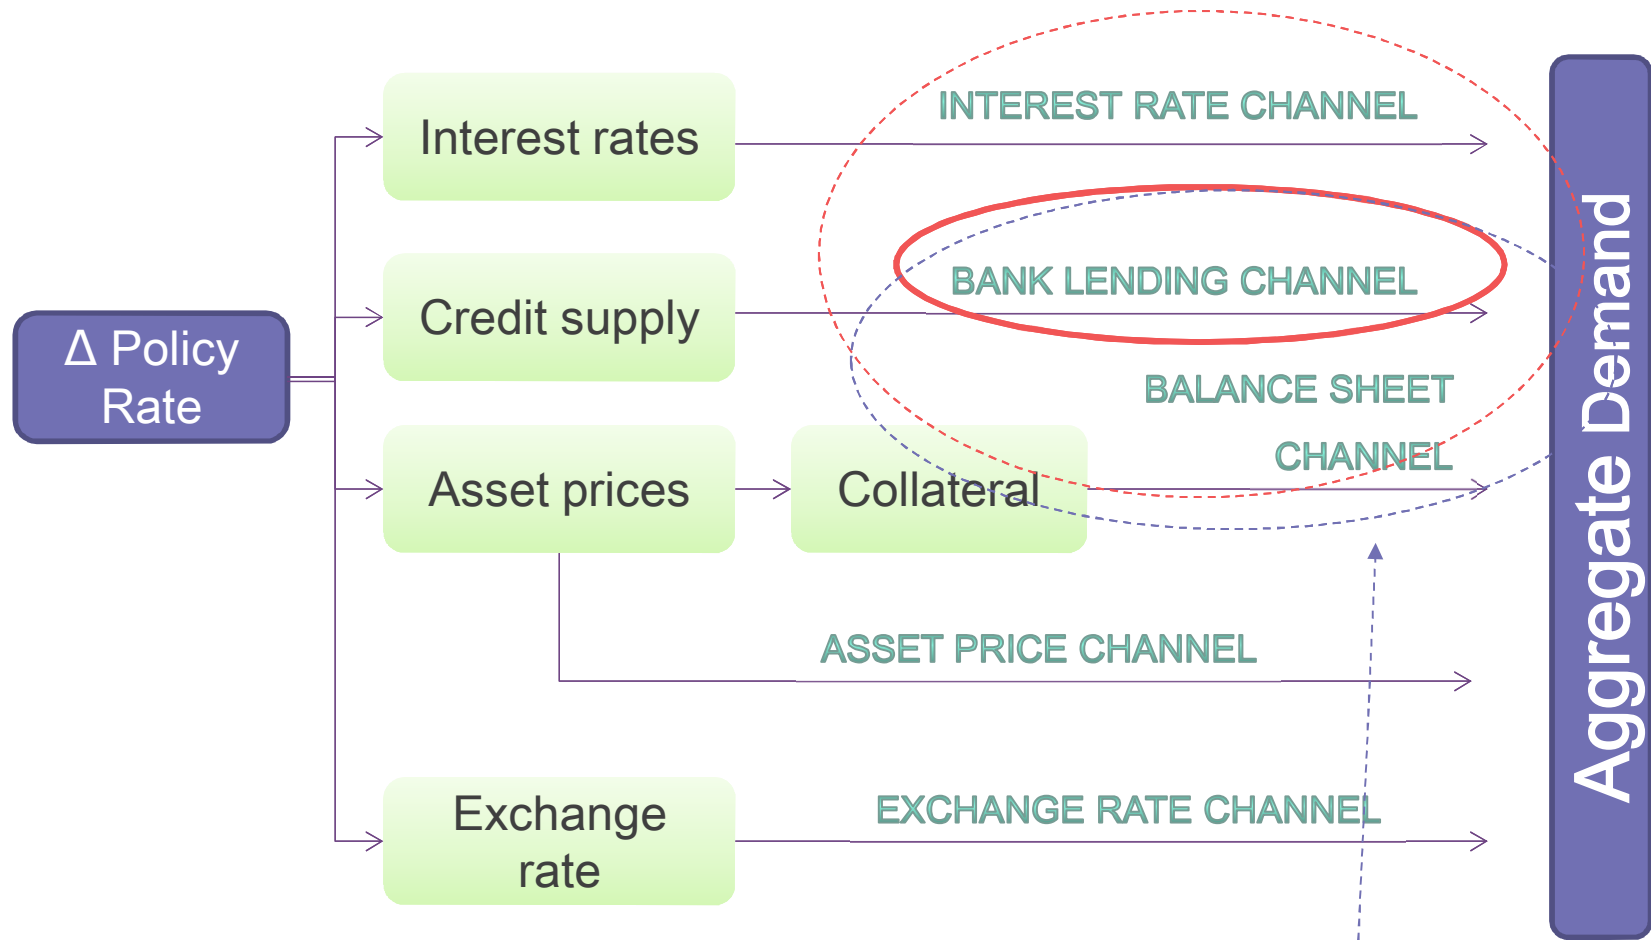 INTEREST RATE CHANNEL
Interest rates
BANK LENDING CHANNEL
Credit supply
Δ Policy
Rate
BALANCE SHEET
CHANNEL
Asset prices
Collateral
ASSET PRICE CHANNEL
EXCHANGE RATE CHANNEL
Exchange
rate
Aggregate Demand